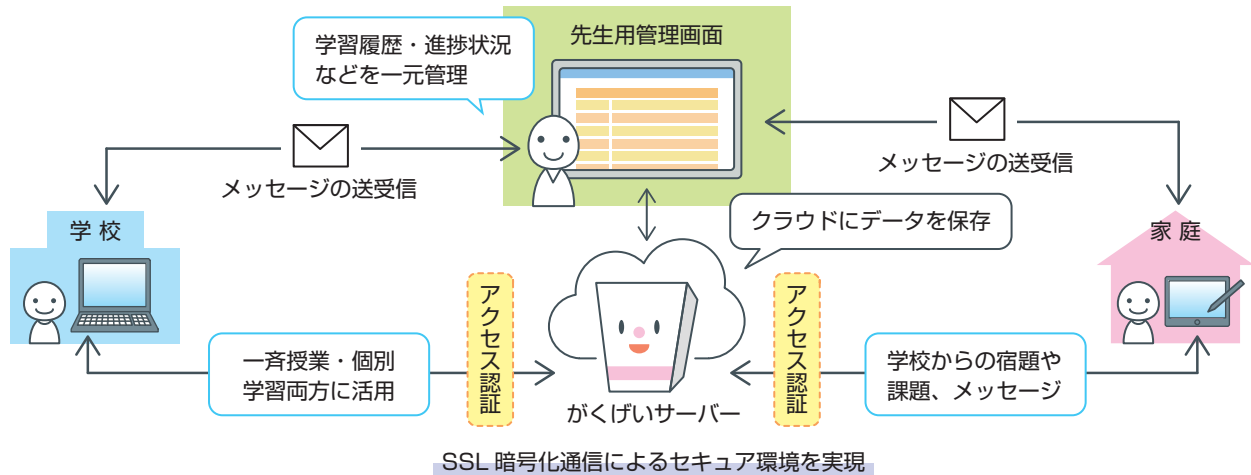 先生用管理画面
学習履歴・進捗状況
などを一元管理
メッセージの送受信
メッセージの送受信
クラウドにデータを保存
学校
家庭
アクセス認証
アクセス認証
一斉授業・個別
学習両方に活用
学校からの宿題や
課題、メッセージ
がくげいサーバー
SSL 暗号化通信によるセキュア環境を実現